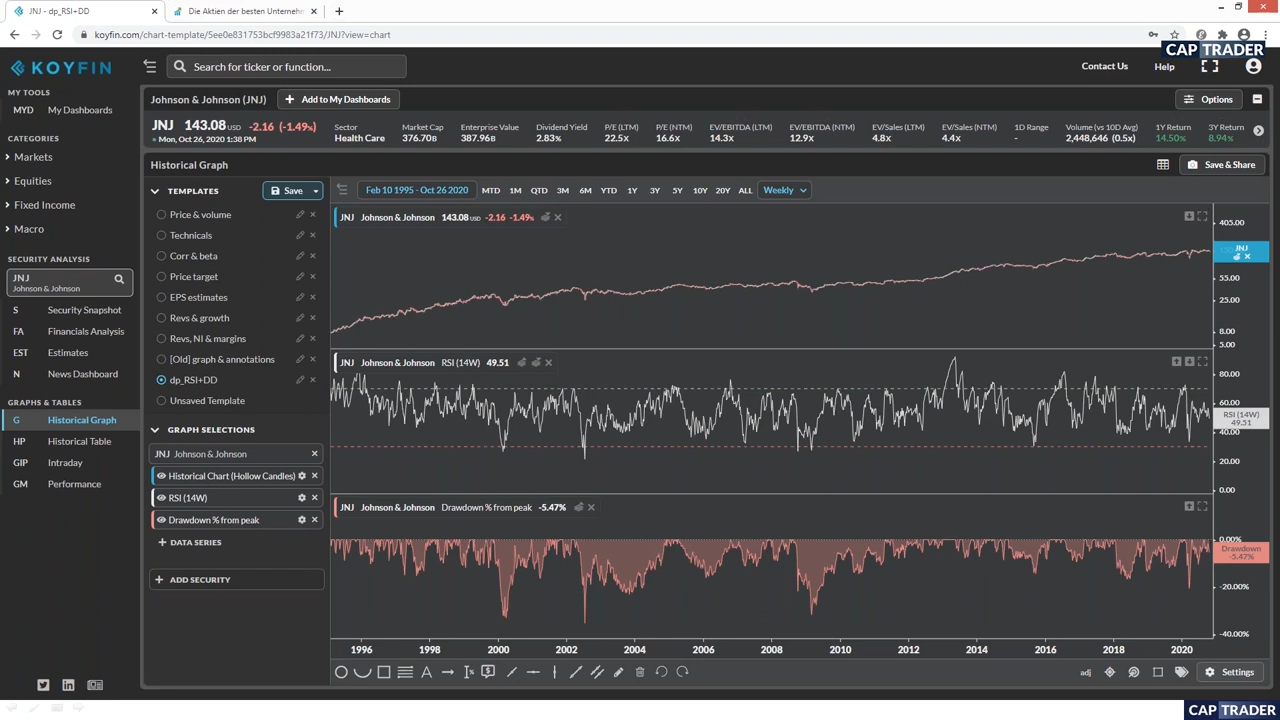 JNJ - dp_RSI+DD
Die Aktien der besten Unternehm
koyfin.com/chart-template/5ee0e831753bcf9983a21f73/JNJ?view=chart
CAP TRADER
KOYFIN
Search for ticker or function...
Contact Us
Help
MY TOOLS
MYD My Dashboards
CATEGORIES
Markets
Equities
Fixed Income
Macro
SECURITY ANALYSIS
JNJ
Johnson & Johnson
S Security Snapshot
FA Financials Analysis
EST Estimates
N News Dashboard
GRAPHS & TABLES
G Historical Graph
HP Historical Table
GIP Intraday
GM Performance
Johnson & Johnson (JNJ)
+ Add to My Dashboards
Options
JNJ 143.08 USD -2.16 (-1.49%)
Mon, Oct 26, 2020 1:38 PM
Sector
Health Care
Market Cap
376.70B
Enterprise Value
387.96B
Dividend Yield
2.83%
P/E (LTM)
22.5x
P/E (NTM)
16.6x
EV/EBITDA (LTM)
14.3x
EV/EBITDA (NTM)
12.9x
EV/Sales (LTM)
4.8x
EV/Sales (NTM)
4.4x
1D Range
-
Volume (vs 10D Avg)
2,448,646 (0.5x)
1Y Return
14.50%
3Y Return
8.94%
Historical Graph
Save & Share
TEMPLATES
Save
Price & volume
Technicals
Corr & beta
Price target
EPS estimates
Revs & growth
Revs, NI & margins
[Old] graph & annotations
dp_RSI+DD
Unsaved Template
GRAPH SELECTIONS
JNJ Johnson & Johnson
Historical Chart (Hollow Candles)
RSI (14W)
Drawdown % from peak
+ DATA SERIES
+ ADD SECURITY
Feb 10 1995 - Oct 26 2020 MTD 1M QTD 3M 6M YTD 1Y 3Y 5Y 10Y 20Y ALL Weekly
JNJ Johnson & Johnson 143.08 USD -2.16 -1.49%
405.00
JNJ
55.00
25.00
8.00
5.00
JNJ Johnson & Johnson RSI (14W) 49.51
80.00
60.00
RSI (14W)
49.51
40.00
20.00
0.00
JNJ Johnson & Johnson Drawdown % from peak -5.47%
0.00%
Drawdown
-5.47%
-20.00%
-40.00%
1996 1998 2000 2002 2004 2006 2008 2010 2012 2014 2016 2018 2020
adj
Settings
CAP TRADER